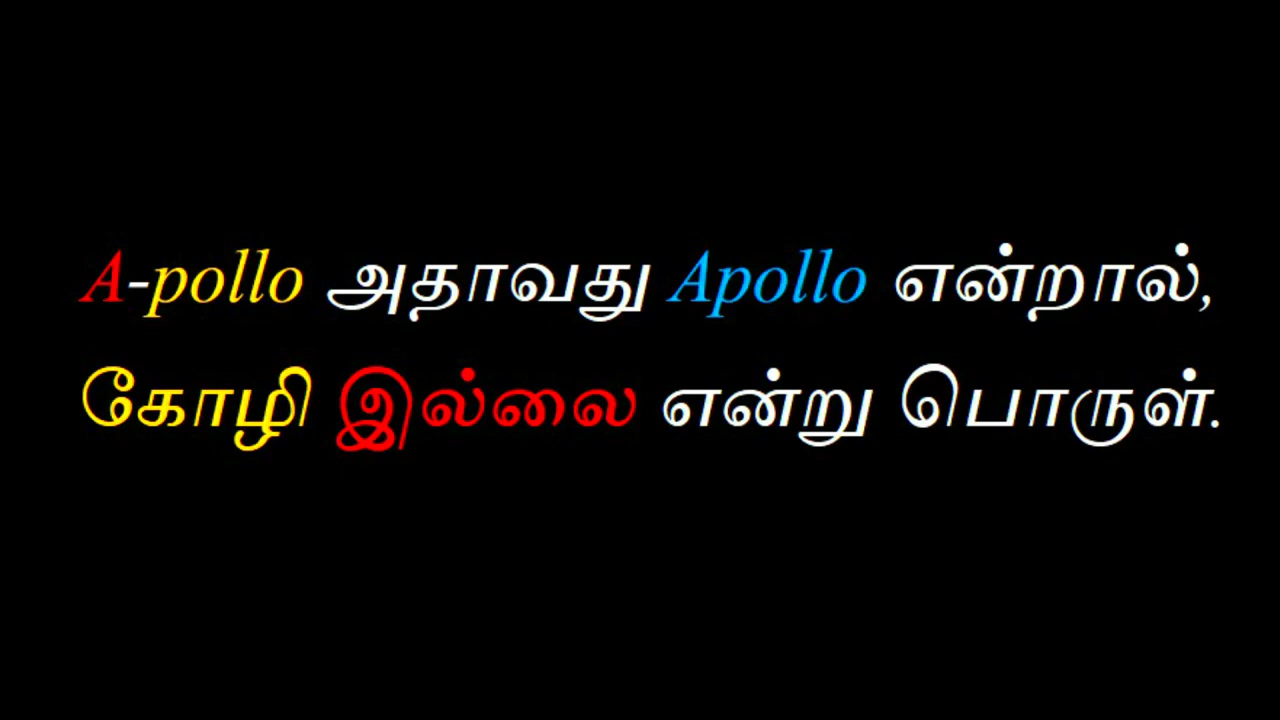 A-pollo அதாவது Apollo என்றால்,
கோழி இல்லை என்று பொருள்.